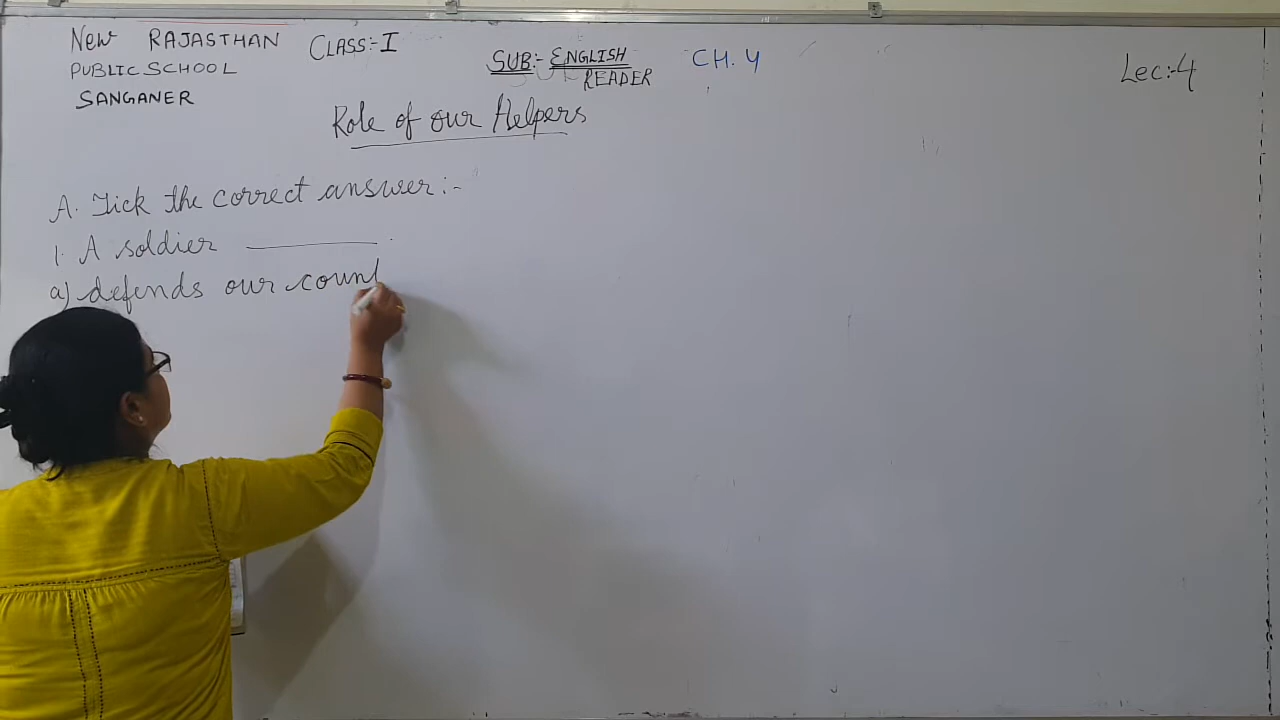 New RAJASTHAN
PUBLIC SCHOOL
SANGANER
CLASS:-I
SUB:- ENGLISH
READER
CH. 4
Lec:-4
Role of our Helpers
A. Tick the correct answer:-
1. A soldier ________.
a) defends our count